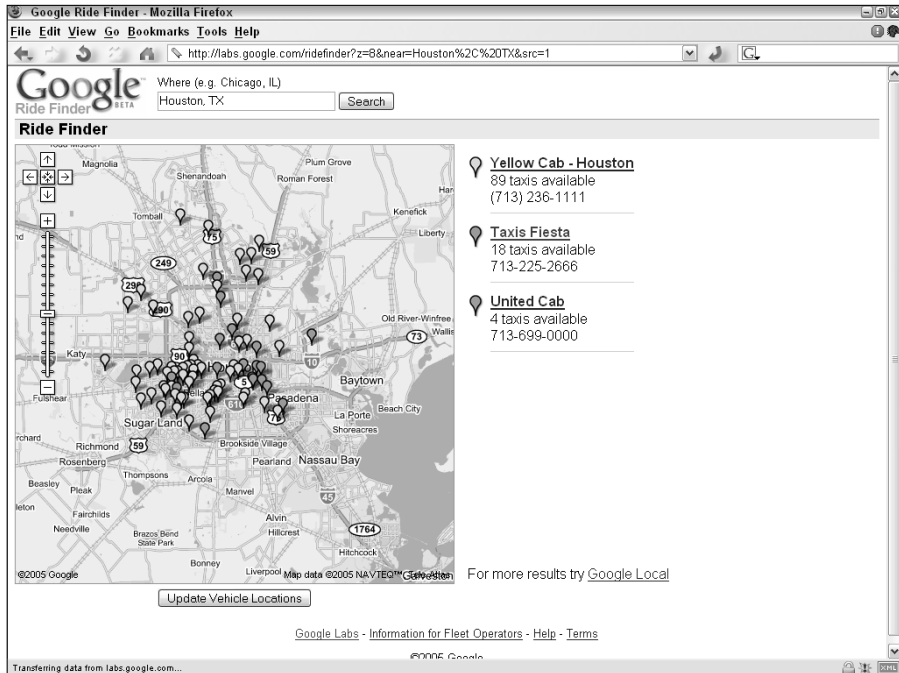 Google Ride Finder - Mozilla Firefox
File Edit View Go Bookmarks Tools Help
http://labs.google.com/ridefinder?z=8&near=Houston%2C%20TX&src=1
G
Google
BETA
Ride Finder
Where (e.g. Chicago, IL)
Houston, TX
Search
Ride Finder
Magnolia
Shenandoah
Plum Grove
Roman Forest
Tomball
Kenefick
Liberty
75
59
249
290
Old River-Winfree
73
Katy
90
10
Baytown
5
610
Pasadena
Fulshear
Beach City
La Porte
Sugar Land
Shoreacres
59
Richmond
Brookside Village
Rosenberg
Pearland
Nassau Bay
Thompsons
Beasley
Pleak
Arcola
Manvel
45
Fairchilds
Needville
Alvin
Hillcrest
1764
Brazos Bend
State Park
Hitchcock
Bonney
Liverpool
©2005 Google
Map data ©2005 NAVTEQ™
Yellow Cab - Houston
89 taxis available
(713) 236-1111
Taxis Fiesta
18 taxis available
713-225-2666
United Cab
4 taxis available
713-699-0000
For more results try Google Local
Update Vehicle Locations
Google Labs - Information for Fleet Operators - Help - Terms
©2005 Google
Transferring data from labs.google.com...
XML